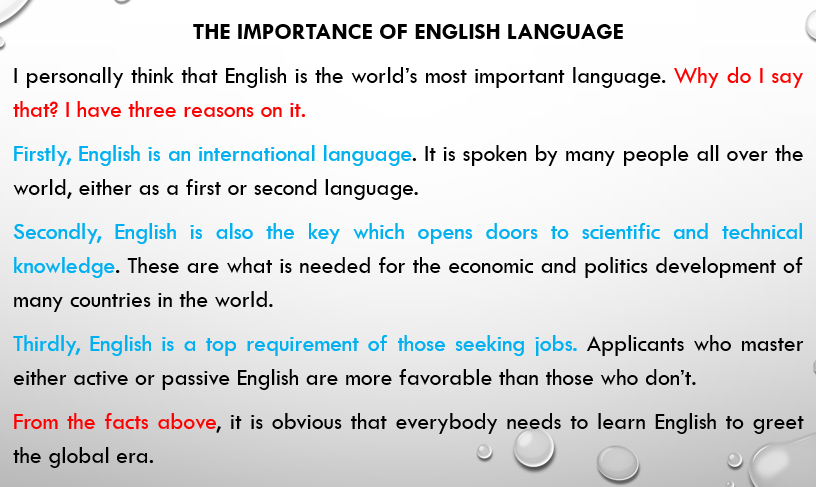 THE IMPORTANCE OF ENGLISH LANGUAGE
I personally think that English is the world's most important language. Why do I say
that? I have three reasons on it.
Firstly, English is an international language. It is spoken by many people all over the
world, either as a first or second language.
Secondly, English is also the key which opens doors to scientific and technical
knowledge. These are what is needed for the economic and politics development of
many countries in the world.
Thirdly, English is a top requirement of those seeking jobs. Applicants who master
either active or passive English are more favorable than those who don't.
From the facts above, it is obvious that everybody needs to learn English to greet
the global era.